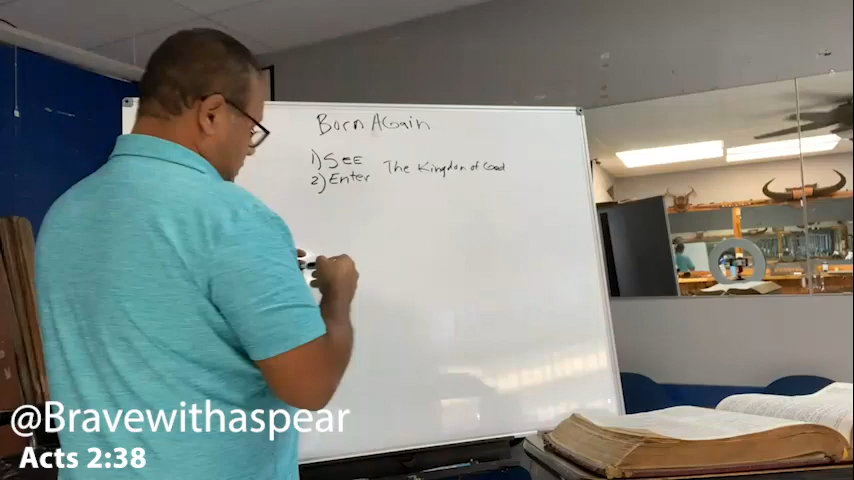 Born Again
1) See
2) Enter The Kingdom of God
@Bravewithaspear
Acts 2:38